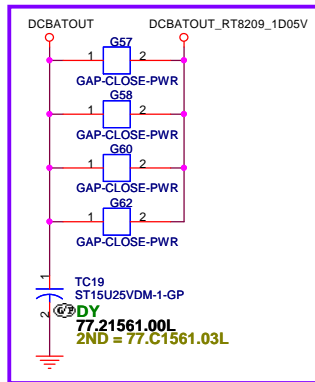 DCBATOUT
DCBATOUT_RT8209_1D05V
G57
1 2
GAP-CLOSE-PWR
G58
1 2
GAP-CLOSE-PWR
G60
1 2
GAP-CLOSE-PWR
G62
1 2
GAP-CLOSE-PWR
1
TC19
ST15U25VDM-1-GP
2
DY
77.21561.00L
2ND = 77.C1561.03L